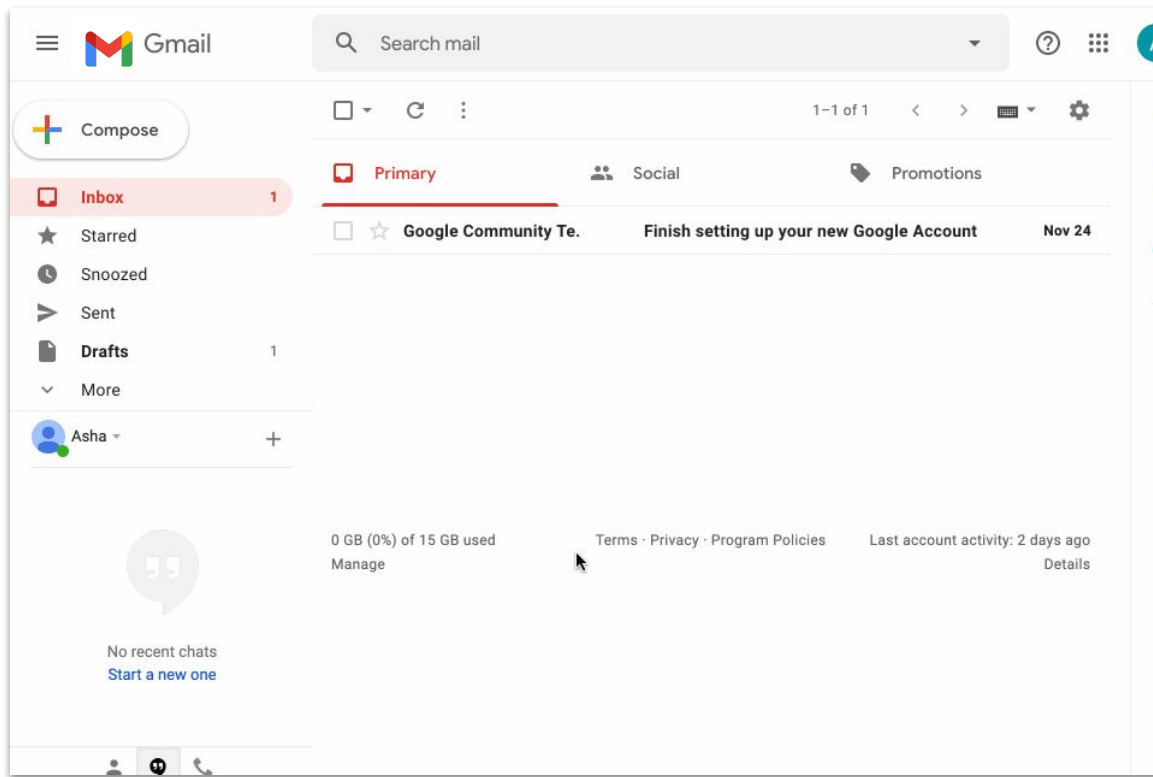 Gmail
Search mail
Compose
1–1 of 1
Primary
Social
Promotions
Inbox 1
Starred
Snoozed
Sent
Drafts 1
More
Google Community Te. Finish setting up your new Google Account Nov 24
Asha
No recent chats
Start a new one
0 GB (0%) of 15 GB used
Manage
Terms · Privacy · Program Policies
Last account activity: 2 days ago
Details